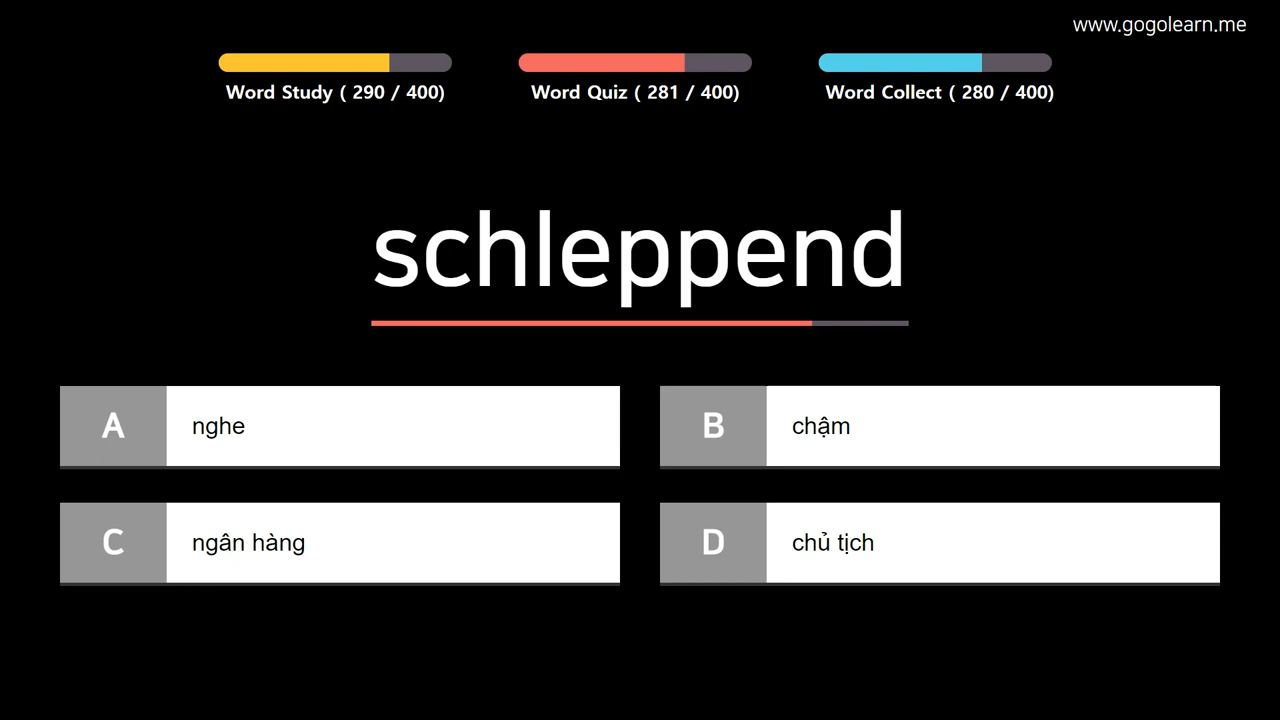 www.gogolearn.me
Word Study ( 290 / 400)
Word Quiz ( 281 / 400)
Word Collect ( 280 / 400)
schleppend
A nghe
B chậm
C ngân hàng
D chủ tịch